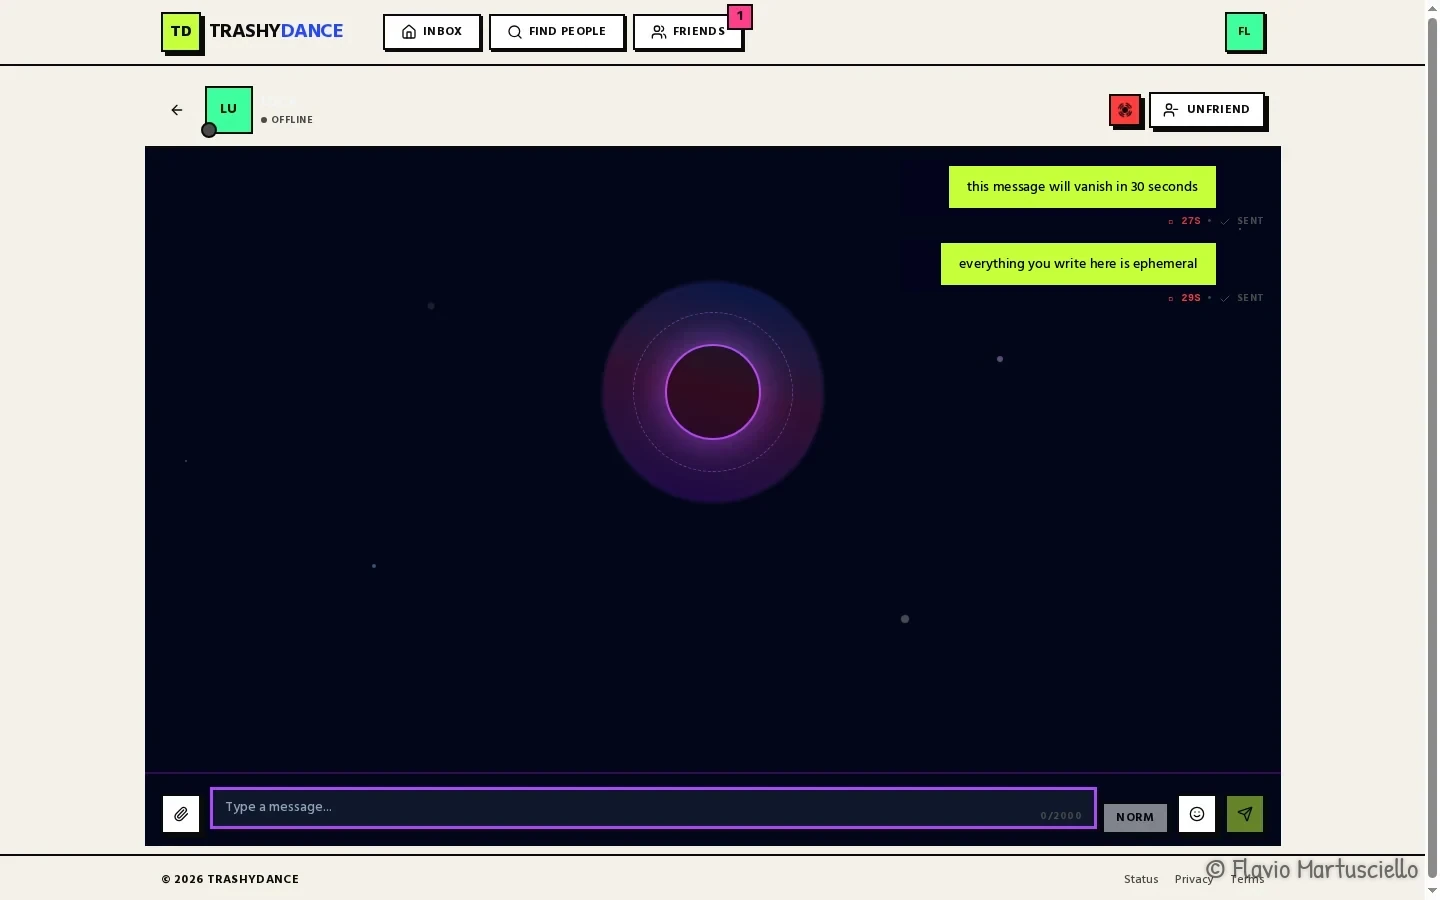 TD TRASHYDANCE INBOX FIND PEOPLE FRIENDS 1 FL
LU
OFFLINE
UNFRIEND
this message will vanish in 30 seconds
27S • SENT
everything you write here is ephemeral
29S • SENT
Type a message...
0/2000
NORM
© 2026 TRASHYDANCE
Status Privacy Terms
© Flavio Martusciello